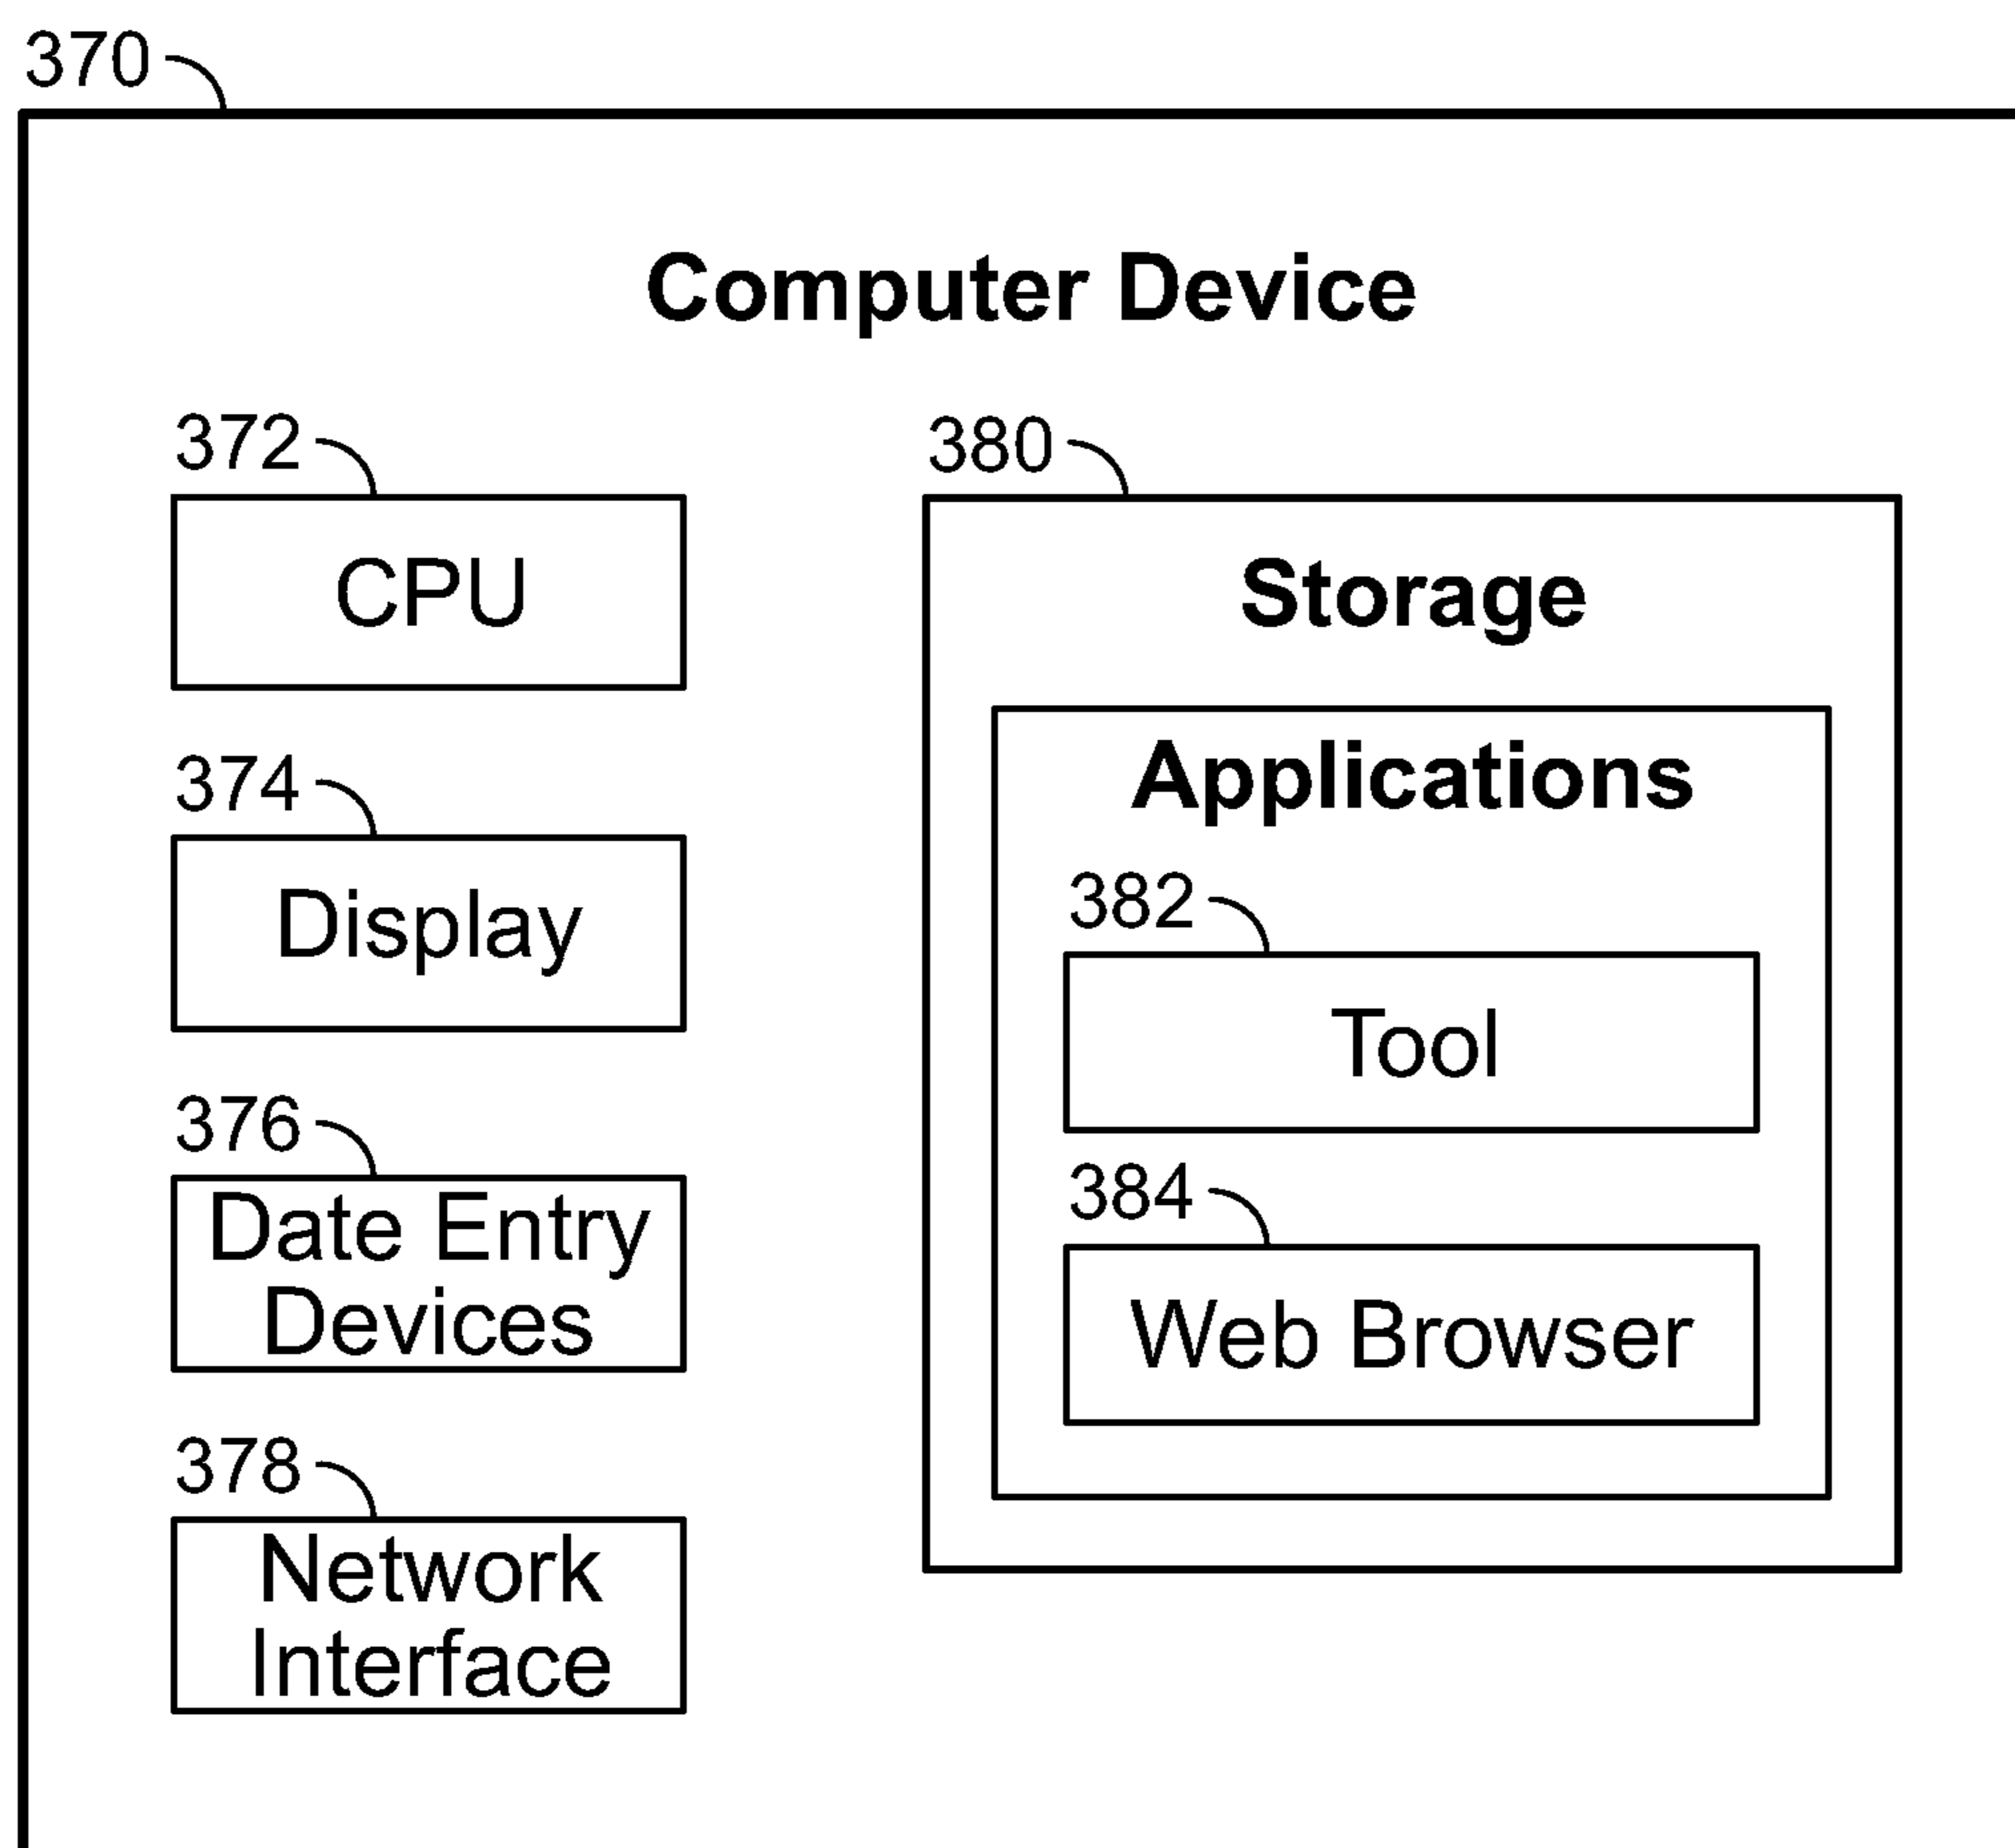 370
Computer Device
372
CPU
374
Display
376
Date Entry
Devices
378
Network
Interface
380
Storage
Applications
382
Tool
384
Web Browser